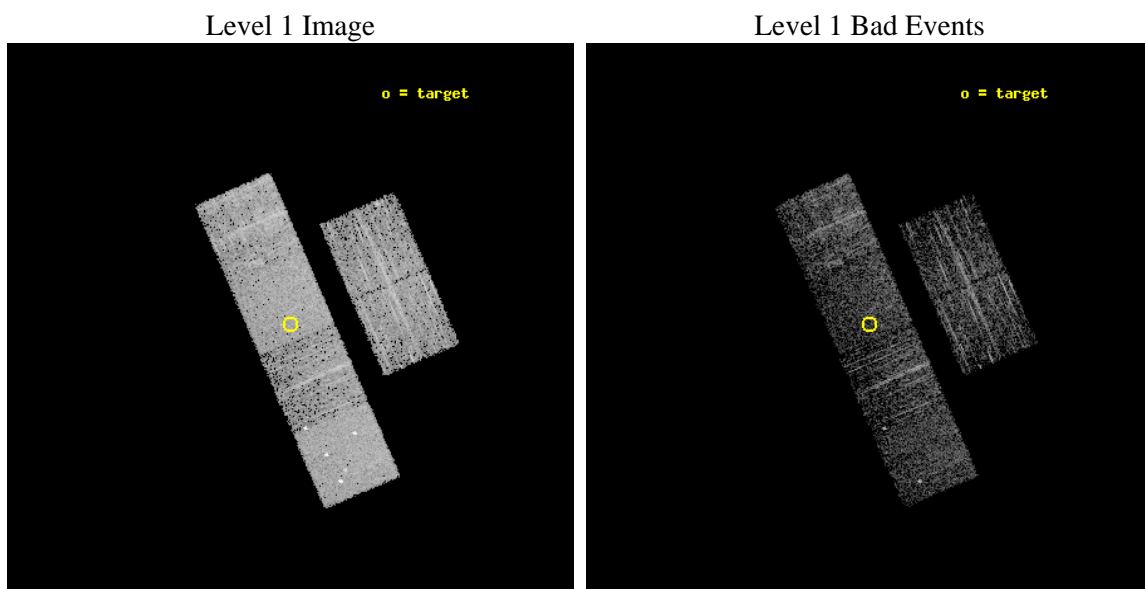 Level 1 Image
Level 1 Bad Events
o = target
o = target